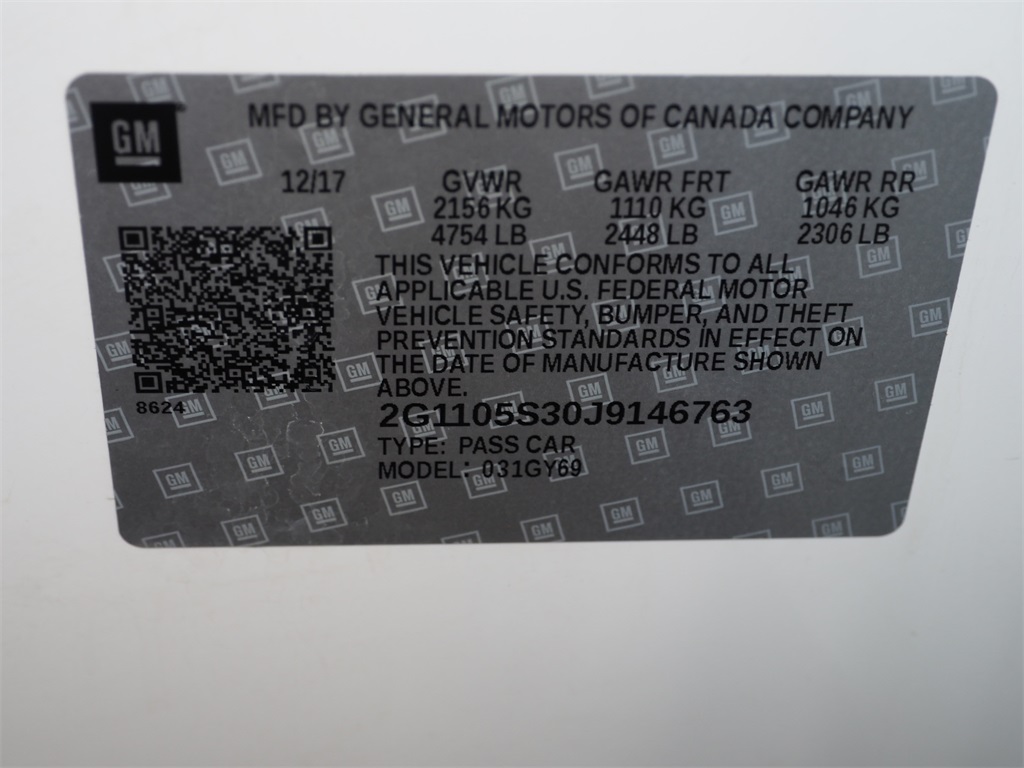 GM
MFD BY GENERAL MOTORS OF CANADA COMPANY
12/17 GVWR GAWR FRT GAWR RR
2156 KG 1110 KG 1046 KG
4754 LB 2448 LB 2306 LB
THIS VEHICLE CONFORMS TO ALL
APPLICABLE U.S. FEDERAL MOTOR
VEHICLE SAFETY, BUMPER, AND THEFT
PREVENTION STANDARDS IN EFFECT ON
THE DATE OF MANUFACTURE SHOWN
ABOVE.
8624
2G1105S30J9146763
TYPE: PASS CAR
MODEL: 031GY69